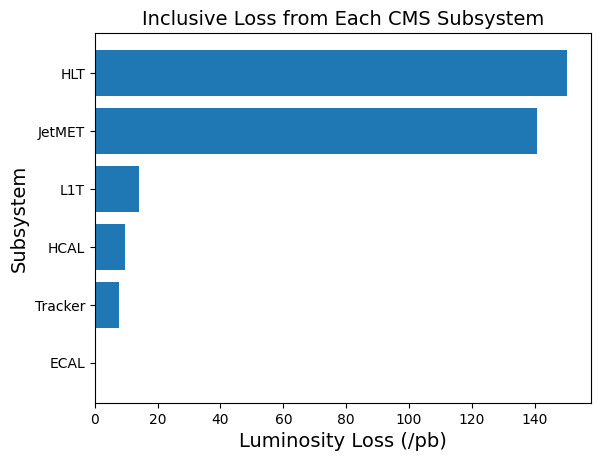 Inclusive Loss from Each CMS Subsystem
HLT
JetMET
L1T
HCAL
Tracker
ECAL
Subsystem
0 20 40 60 80 100 120 140
Luminosity Loss (/pb)